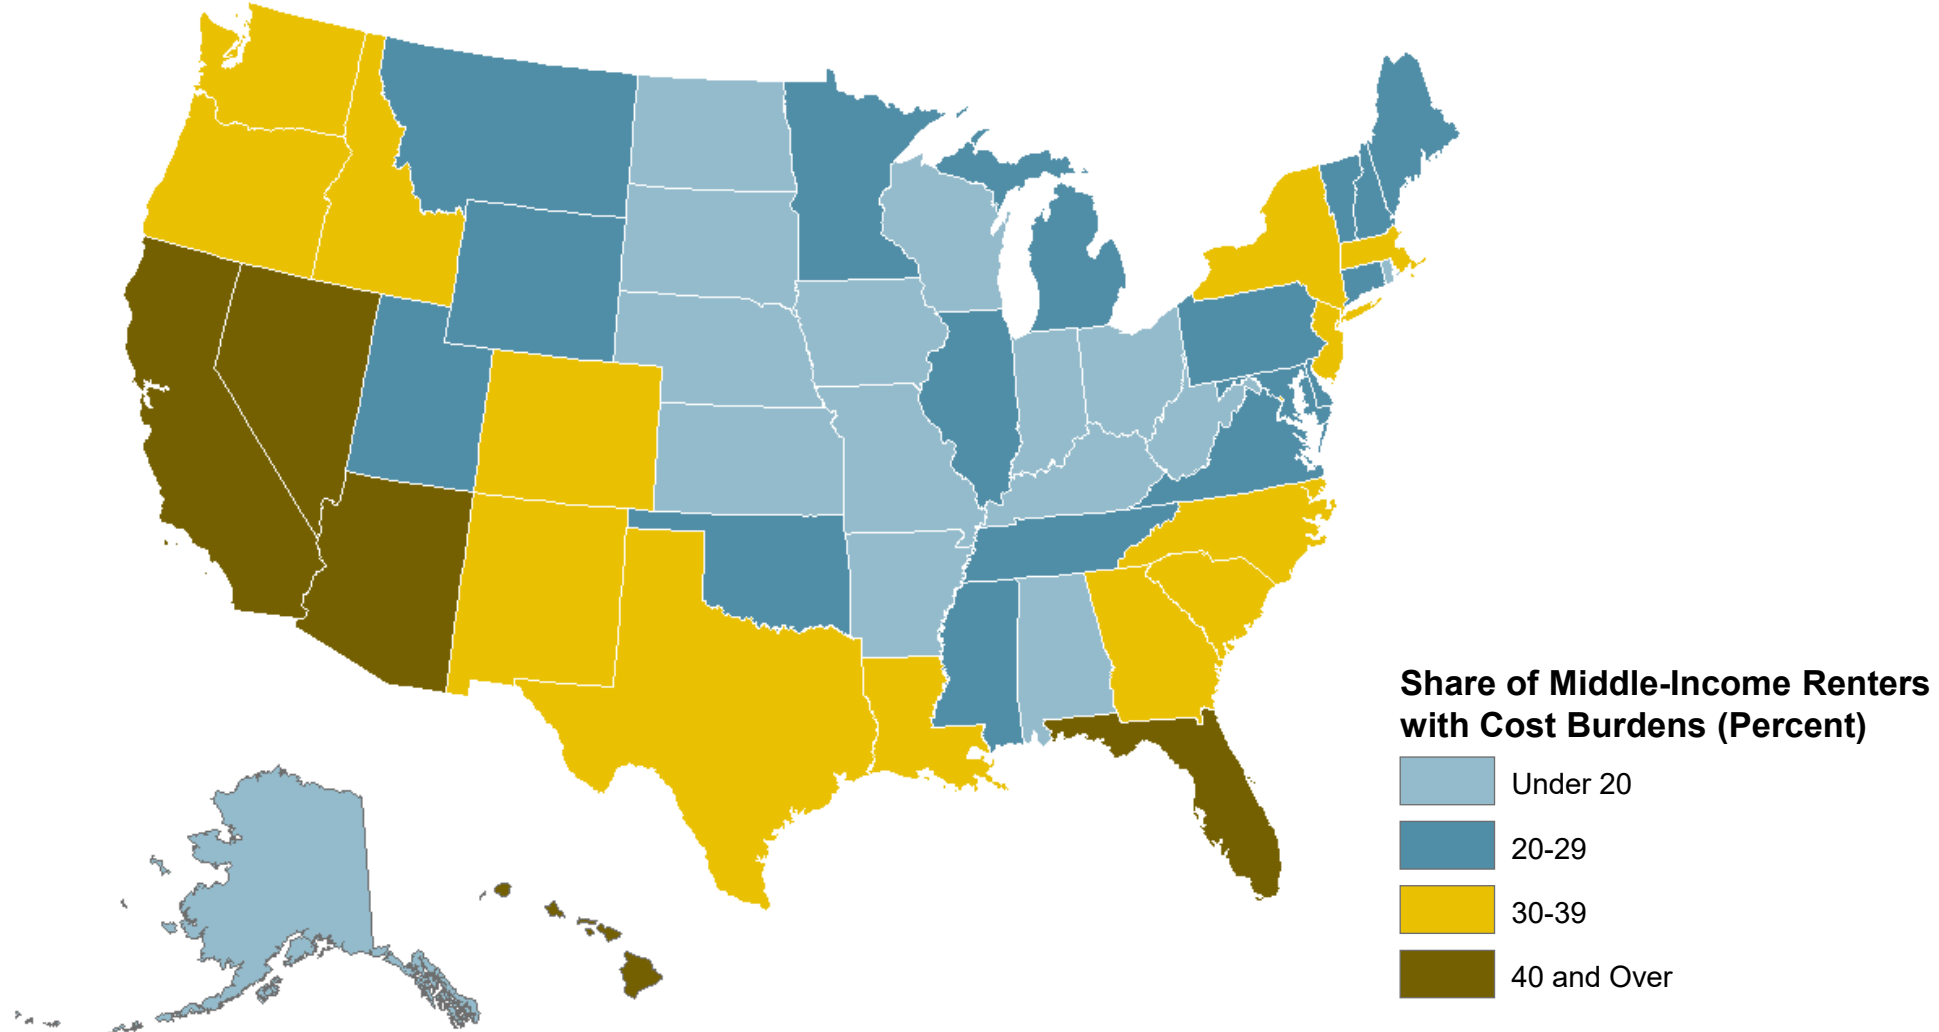 Share of Middle-Income Renters
with Cost Burdens (Percent)
Under 20
20-29
30-39
40 and Over